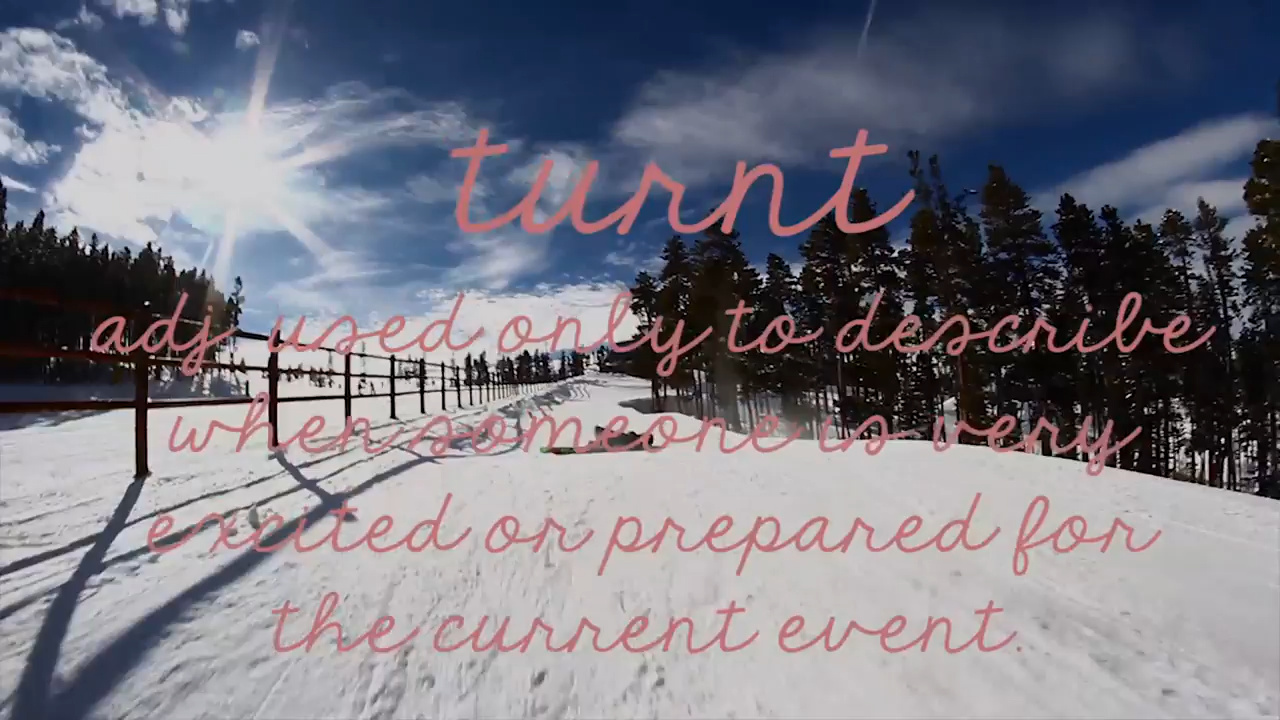 turnt
adj used only to describe
when someone is very
excited or prepared for
the current event.